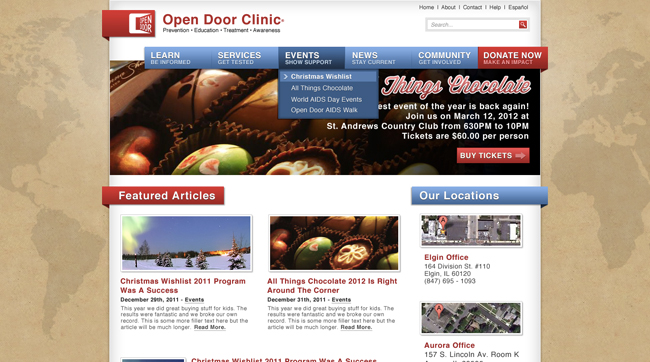 Home | About | Contact | Help | Español
OPEN DOOR
Open Door Clinic
Prevention • Education • Treatment • Awareness
Search...
LEARN
BE INFORMED
SERVICES
GET TESTED
EVENTS
SHOW SUPPORT
NEWS
STAY CURRENT
COMMUNITY
GET INVOLVED
DONATE NOW
MAKE AN IMPACT
Christmas Wishlist
All Things Chocolate
World AIDS Day Events
Open Door AIDS Walk
Things Chocolate
est event of the year is back again!
Join us on March 12, 2012 at
St. Andrews Country Club from 630PM to 10PM
Tickets are $60.00 per person
BUY TICKETS
Featured Articles
Christmas Wishlist 2011 Program
Was A Success
December 29th, 2011 - Events
This year we did great buying stuff for kids. The
results were fantastic and we broke our own
record. This is some more filler text here but the
article will be much longer. Read More.
All Things Chocolate 2012 Is Right
Around The Corner
December 31th, 2011 - Events
This year we did great buying stuff for kids. The
results were fantastic and we broke our own
record. This is some more filler text here but the
article will be much longer. Read More.
Christmas Wishlist 2011 Program Was A Success
Our Locations
A
Elgin Office
164 Division St. #110
Elgin, IL 60120
(847) 695 - 1093
A
Aurora Office
157 S. Lincoln Av. Room K